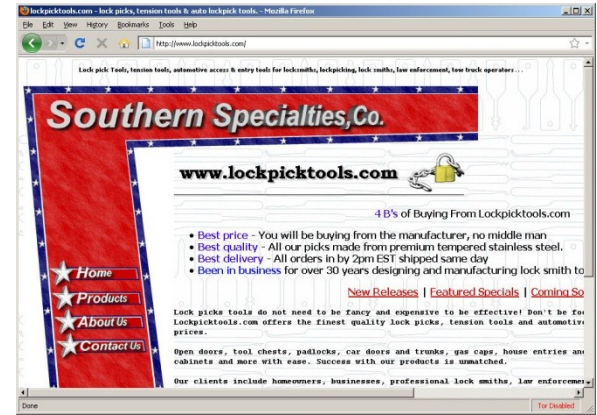 lockpicktools.com - lock picks, tension tools & auto lockpick tools. - Mozilla Firefox
File Edit View History Bookmarks Tools Help
http://www.lockpicktools.com/
Lock pick Tools, tension tools, automotive access & entry tools for locksmiths, lockpicking, lock smiths, law enforcement, tow truck operators . . .
Southern Specialties,Co.
www.lockpicktools.com
4 B's of Buying From Lockpicktools.com
• Best price - You will be buying from the manufacturer, no middle man
• Best quality - All our picks made from premium tempered stainless steel.
• Best delivery - All orders in by 2pm EST shipped same day
• Been in business for over 30 years designing and manufacturing lock smith to
Home
Products
About Us
Contact Us
New Releases | Featured Specials | Coming So
Lock picks tools do not need to be fancy and expensive to be effective! Don't be foo
Lockpicktools.com offers the finest quality lock picks, tension tools and automotiv
prices.
Open doors, tool chests, padlocks, car doors and trunks, gas caps, house entries and
cabinets and more with ease. Success with our products is unmatched.
Our clients include homeowners, businesses, professional lock smiths, law enforcemen
Done
Tor Disabled